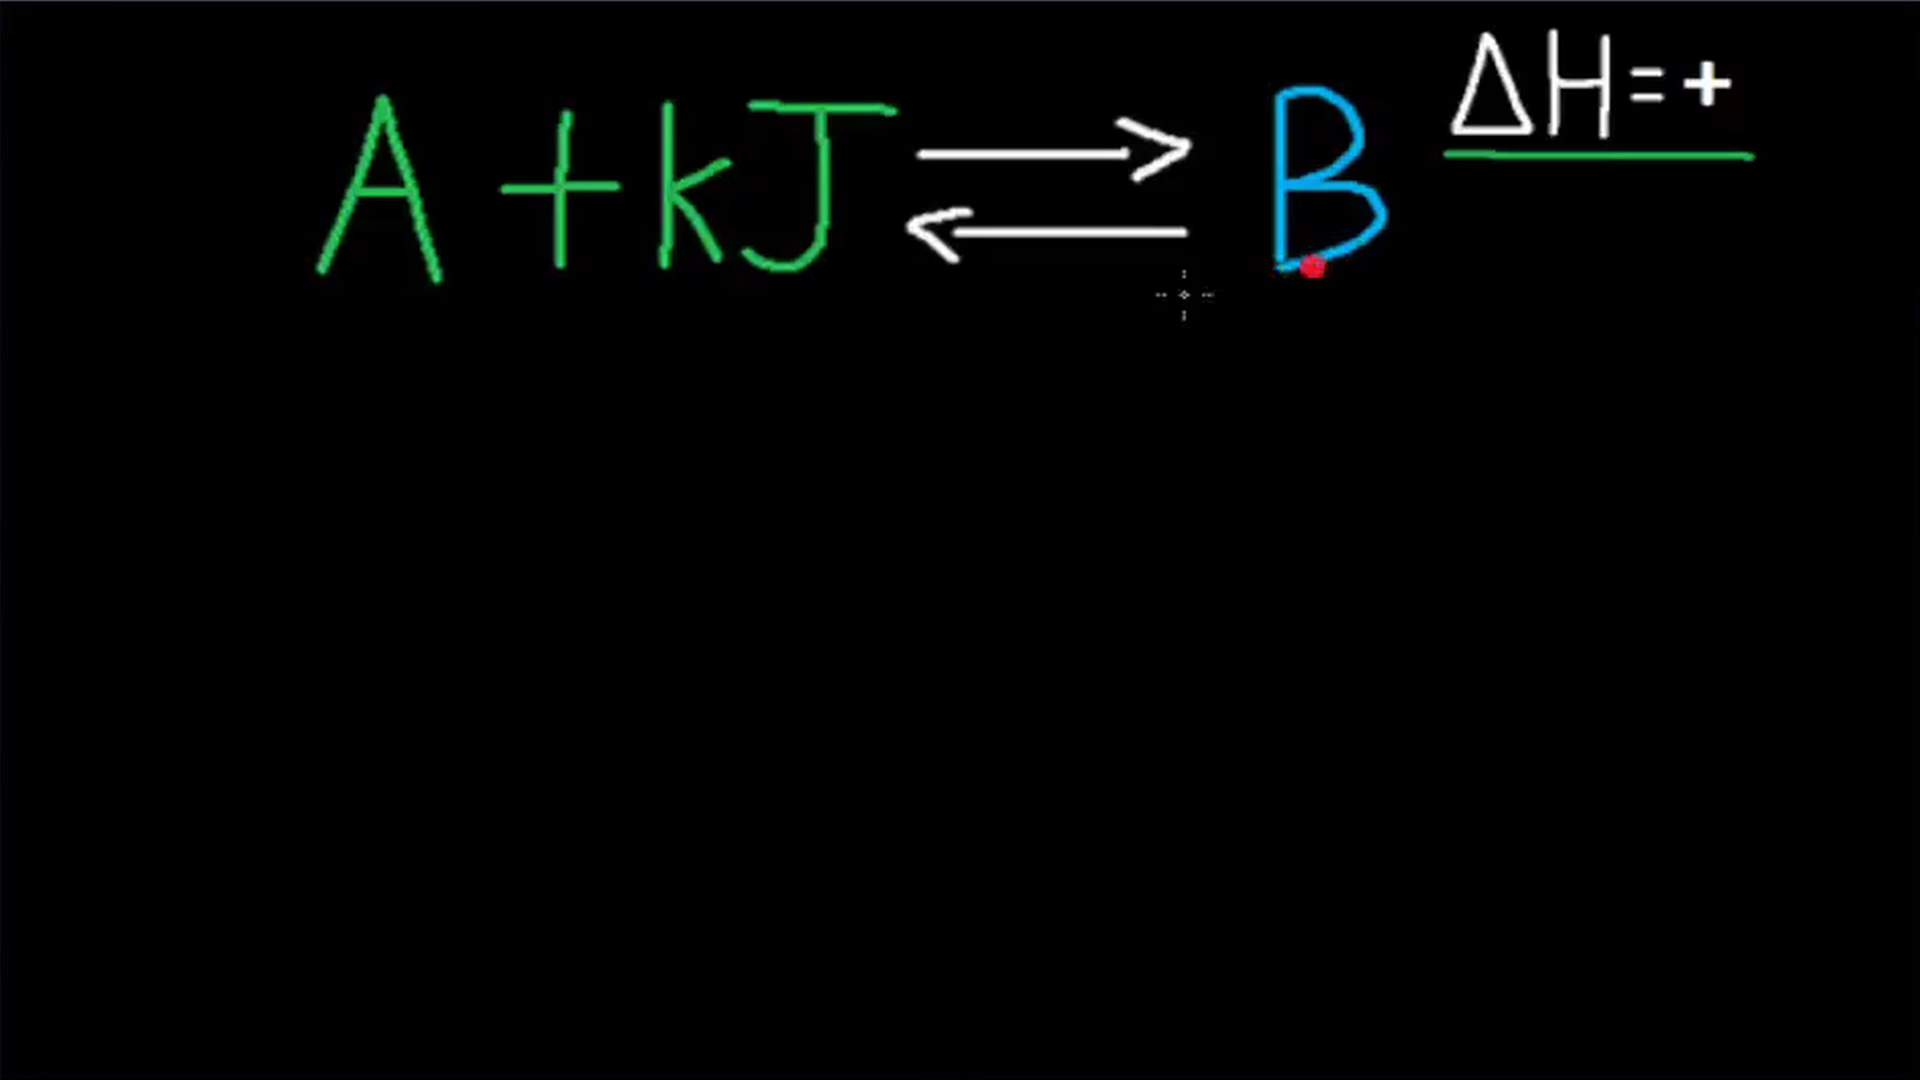 A + kJ ⇌ B ΔH = +